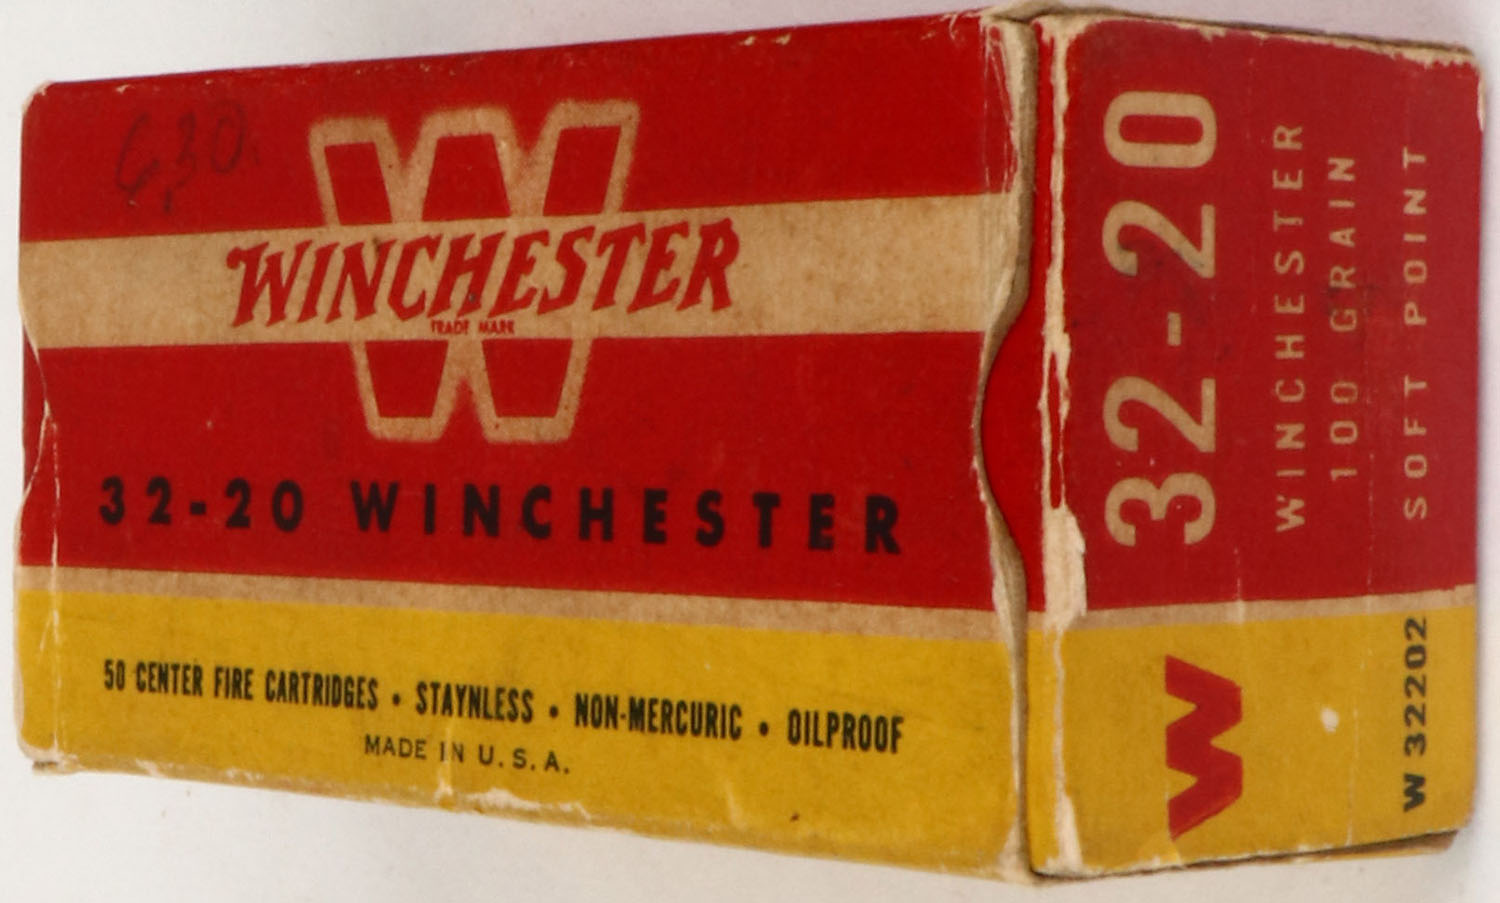 6,30
W
WINCHESTER
TRADE MARK
32-20 WINCHESTER
50 CENTER FIRE CARTRIDGES • STAYNLESS • NON-MERCURIC • OILPROOF
MADE IN U.S.A.
32-20
WINCHESTER
100 GRAIN
SOFT POINT
W
W 32202